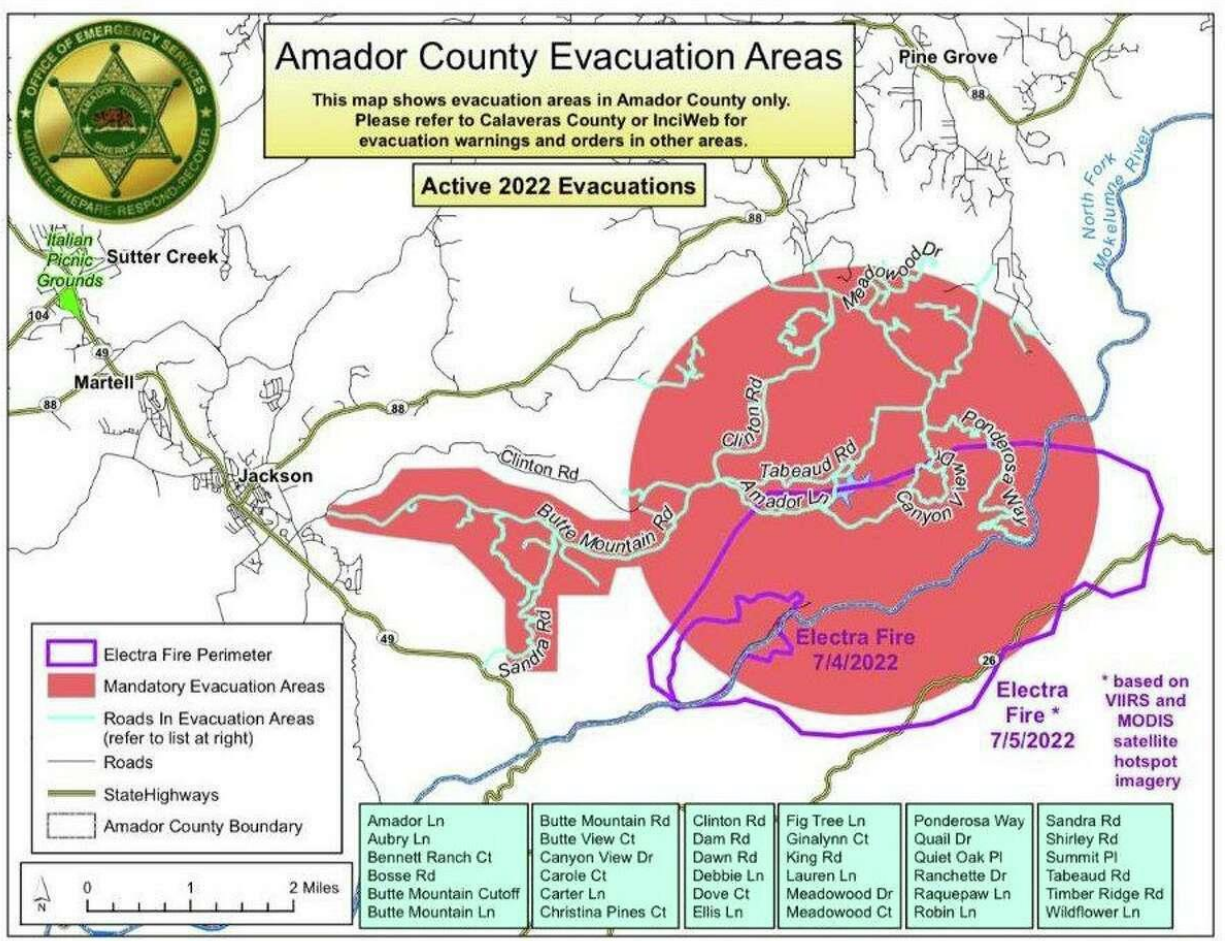 OFFICE OF EMERGENCY SERVICES
AMADOR COUNTY
SHERIFF
MITIGATE-PREPARE-RESPOND-RECOVER
Amador County Evacuation Areas
This map shows evacuation areas in Amador County only.
Please refer to Calaveras County or InciWeb for
evacuation warnings and orders in other areas.
Active 2022 Evacuations
Pine Grove
88
North Fork
Mokelumne River
88
Italian
Picnic
Grounds
Sutter Creek
104
49
Martell
88
88
Meadowood Dr
Clinton Rd
Jackson
Clinton Rd
Tabeaud Rd
Amador Ln
Canyon View Dr
Ponderosa Way
Butte Mountain Rd
Sandra Rd
49
Electra Fire
7/4/2022
26
Electra
Fire *
7/5/2022
* based on
VIIRS and
MODIS
satellite
hotspot
imagery
Electra Fire Perimeter
Mandatory Evacuation Areas
Roads In Evacuation Areas
(refer to list at right)
Roads
StateHighways
Amador County Boundary
N
0 1 2 Miles
Amador Ln
Aubry Ln
Bennett Ranch Ct
Bosse Rd
Butte Mountain Cutoff
Butte Mountain Ln
Butte Mountain Rd
Butte View Ct
Canyon View Dr
Carole Ct
Carter Ln
Christina Pines Ct
Clinton Rd
Dam Rd
Dawn Rd
Debbie Ln
Dove Ct
Ellis Ln
Fig Tree Ln
Ginalynn Ct
King Rd
Lauren Ln
Meadowood Dr
Meadowood Ct
Ponderosa Way
Quail Dr
Quiet Oak Pl
Ranchette Dr
Raquepaw Ln
Robin Ln
Sandra Rd
Shirley Rd
Summit Pl
Tabeaud Rd
Timber Ridge Rd
Wildflower Ln